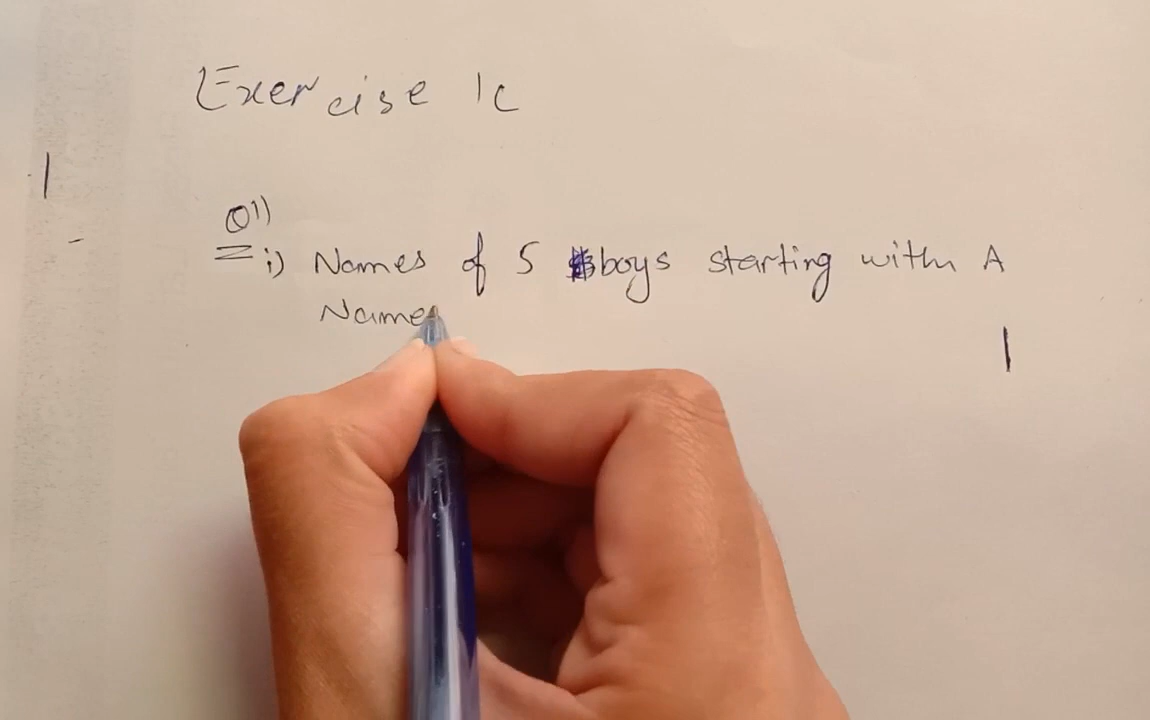 Exercise 1c
Q1)
i) Names of 5 boys starting with A
Name